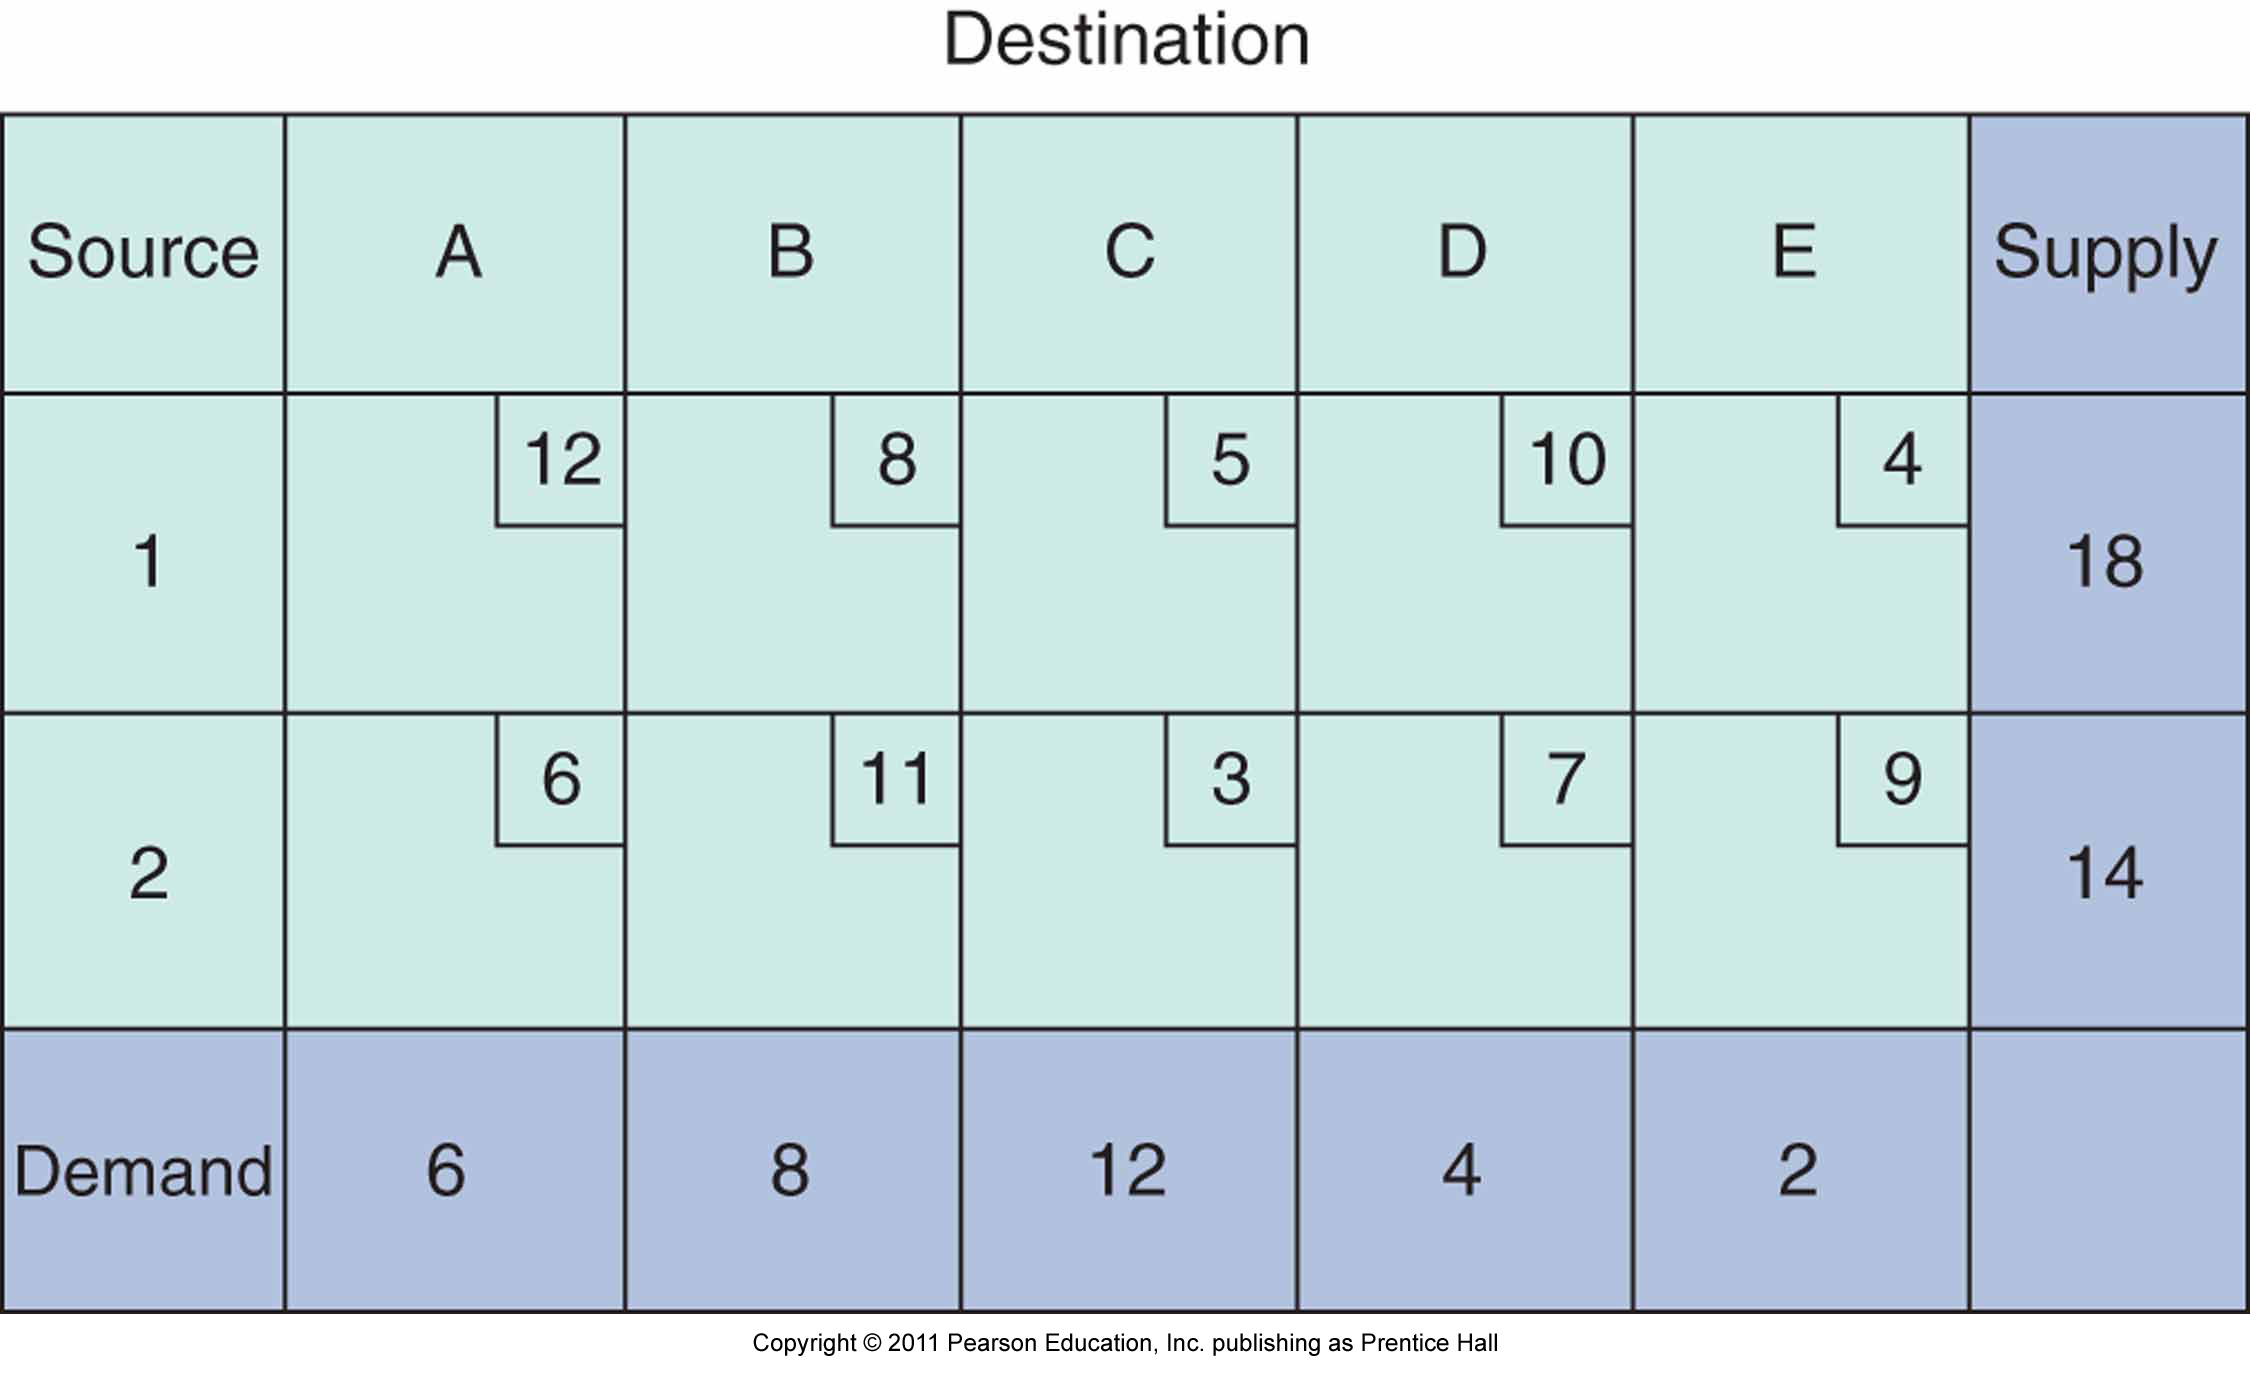 Destination
Source A B C D E Supply
12 8 5 10 4
1 18
6 11 3 7 9
2 14
Demand 6 8 12 4 2
Copyright © 2011 Pearson Education, Inc. publishing as Prentice Hall